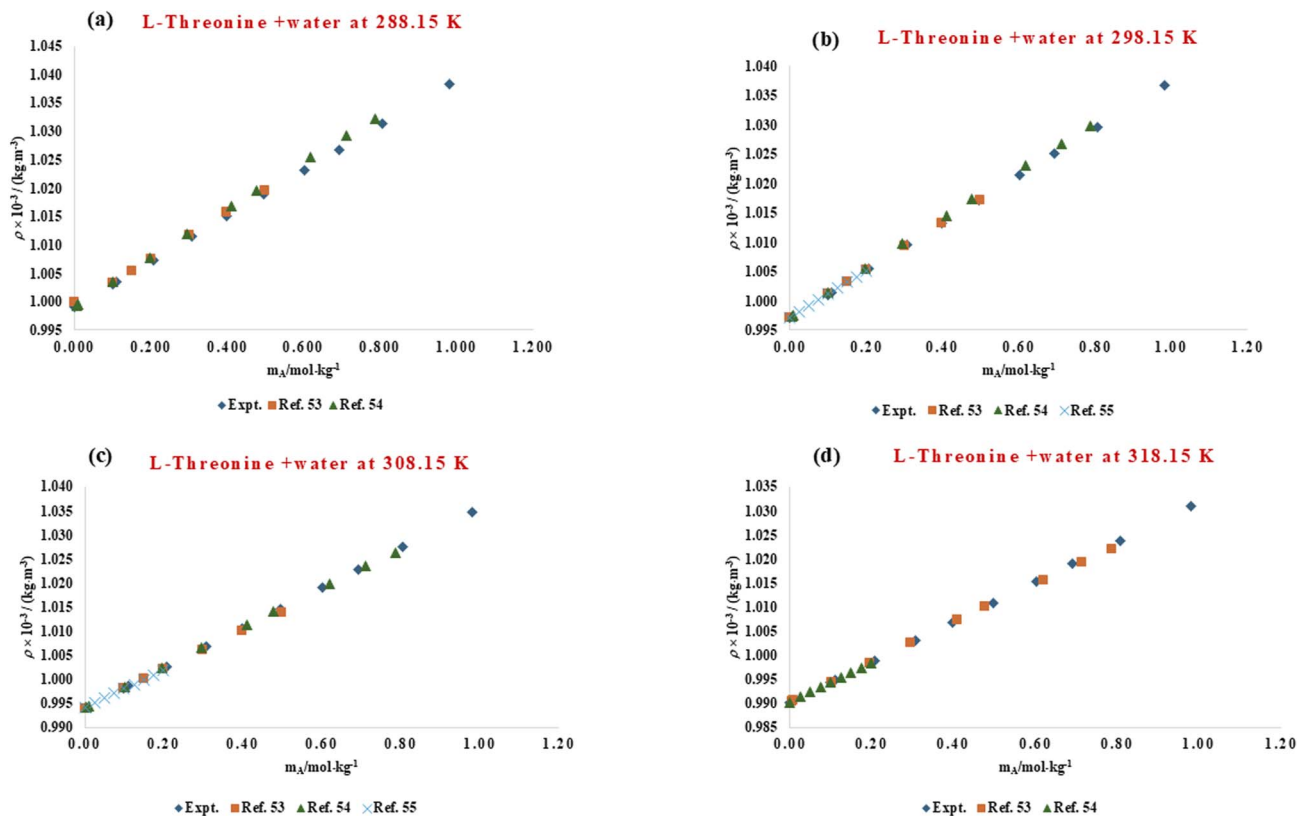 (a)
L-Threonine +water at 288.15 K
1.045
1.040
1.035
1.030
1.025
1.020
1.015
1.010
1.005
1.000
0.995
ρ × 10⁻³ / (kg·m⁻³)
0.000 0.200 0.400 0.600 0.800 1.000 1.200
mA/mol·kg⁻¹
Expt. Ref. 53 Ref. 54
(b)
L-Threonine +water at 298.15 K
1.040
1.035
1.030
1.025
1.020
1.015
1.010
1.005
1.000
0.995
ρ × 10⁻³ / (kg·m⁻³)
0.00 0.20 0.40 0.60 0.80 1.00 1.20
mA/mol·kg⁻¹
Expt. Ref. 53 Ref. 54 Ref. 55
(c)
L-Threonine +water at 308.15 K
1.040
1.035
1.030
1.025
1.020
1.015
1.010
1.005
1.000
0.995
0.990
ρ × 10⁻³ / (kg·m⁻³)
0.00 0.20 0.40 0.60 0.80 1.00 1.20
mA/mol·kg⁻¹
Expt. Ref. 53 Ref. 54 Ref. 55
(d)
L-Threonine +water at 318.15 K
1.035
1.030
1.025
1.020
1.015
1.010
1.005
1.000
0.995
0.990
0.985
ρ × 10⁻³ / (kg·m⁻³)
0.00 0.20 0.40 0.60 0.80 1.00 1.20
mA/mol·kg⁻¹
Expt. Ref. 53 Ref. 54